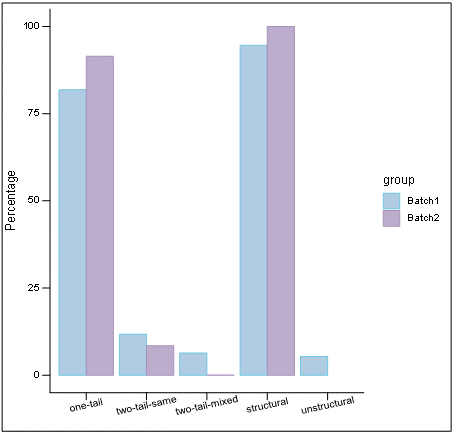 100
75
50
25
0
Percentage
one-tail
two-tail-same
two-tail-mixed
structural
unstructural
group
Batch1
Batch2